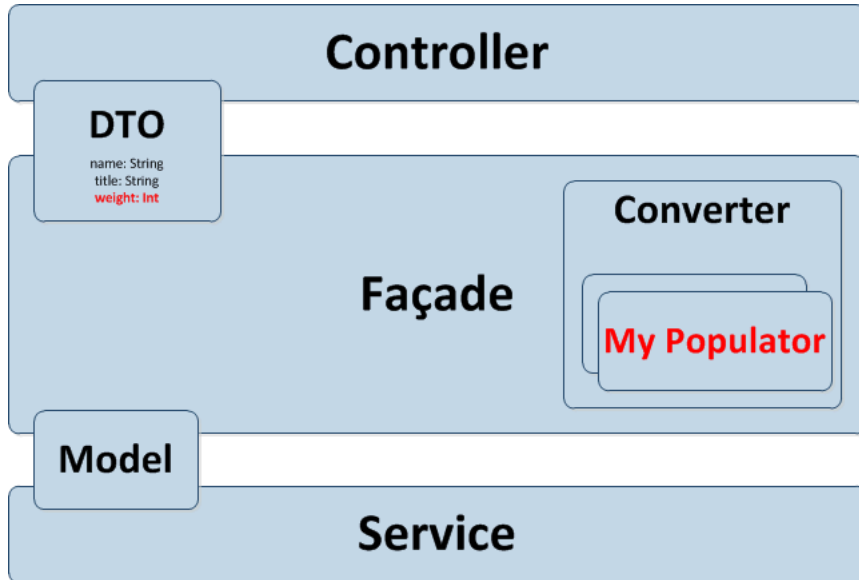 Controller
DTO
name: String
title: String
weight: Int
Converter
Façade
My Populator
Model
Service